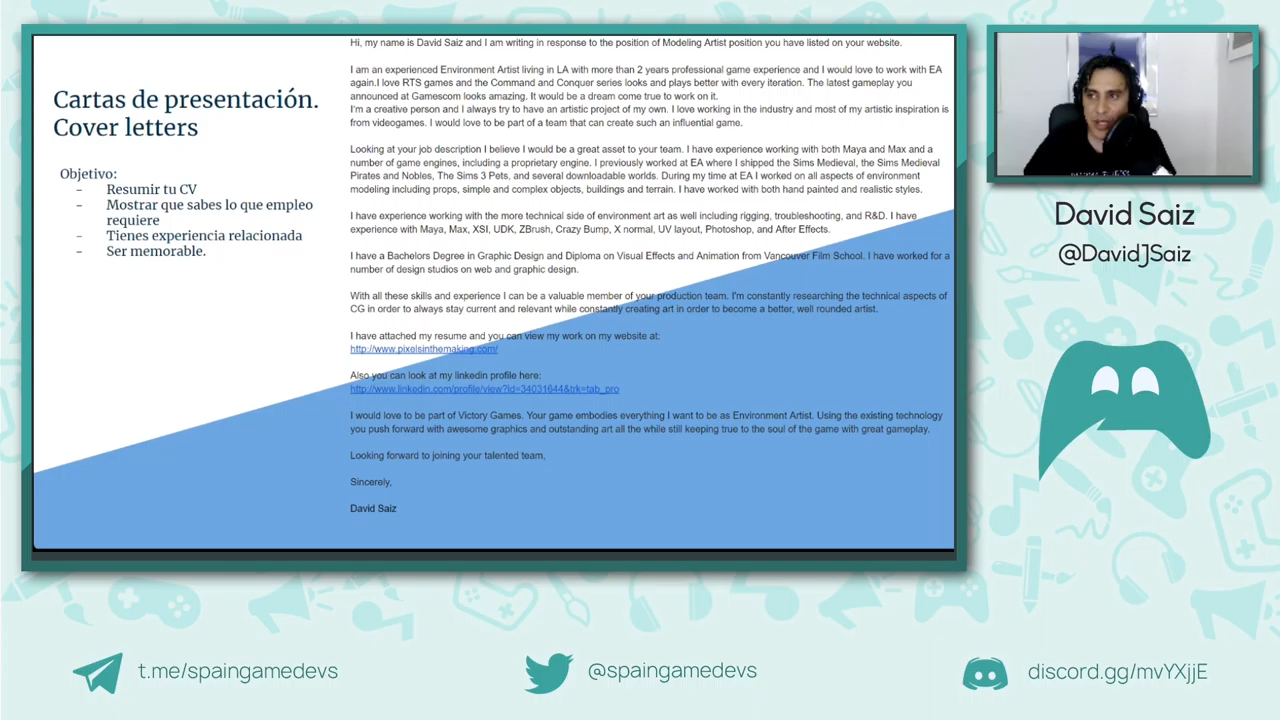 Cartas de presentación.
Cover letters
Objetivo:
- Resumir tu CV
- Mostrar que sabes lo que empleo
requiere
- Tienes experiencia relacionada
- Ser memorable.
Hi, my name is David Saiz and I am writing in response to the position of Modeling Artist position you have listed on your website.
I am an experienced Environment Artist living in LA with more than 2 years professional game experience and I would love to work with EA
again.I love RTS games and the Command and Conquer series looks and plays better with every iteration. The latest gameplay you
announced at Gamescom looks amazing. It would be a dream come true to work on it.
I'm a creative person and I always try to have an artistic project of my own. I love working in the industry and most of my artistic inspiration is
from videogames. I would love to be part of a team that can create such an influential game.
Looking at your job description I believe I would be a great asset to your team. I have experience working with both Maya and Max and a
number of game engines, including a proprietary engine. I previously worked at EA where I shipped the Sims Medieval, the Sims Medieval
Pirates and Nobles, The Sims 3 Pets, and several downloadable worlds. During my time at EA I worked on all aspects of environment
modeling including props, simple and complex objects, buildings and terrain. I have worked with both hand painted and realistic styles.
I have experience working with the more technical side of environment art as well including rigging, troubleshooting, and R&D. I have
experience with Maya, Max, XSI, UDK, ZBrush, Crazy Bump, X normal, UV layout, Photoshop, and After Effects.
I have a Bachelors Degree in Graphic Design and Diploma on Visual Effects and Animation from Vancouver Film School. I have worked for a
number of design studios on web and graphic design.
With all these skills and experience I can be a valuable member of your production team. I'm constantly researching the technical aspects of
CG in order to always stay current and relevant while constantly creating art in order to become a better, well rounded artist.
I have attached my resume and you can view my work on my website at:
http://www.pixelsinthemaking.com/
Also you can look at my linkedin profile here:
http://www.linkedin.com/profile/view?id=34031644&trk=tab_pro
I would love to be part of Victory Games. Your game embodies everything I want to be as Environment Artist. Using the existing technology
you push forward with awesome graphics and outstanding art all the while still keeping true to the soul of the game with great gameplay.
Looking forward to joining your talented team,
Sincerely,
David Saiz
David Saiz
@DavidJSaiz
t.me/spaingamedevs
@spaingamedevs
discord.gg/mvYXjjE